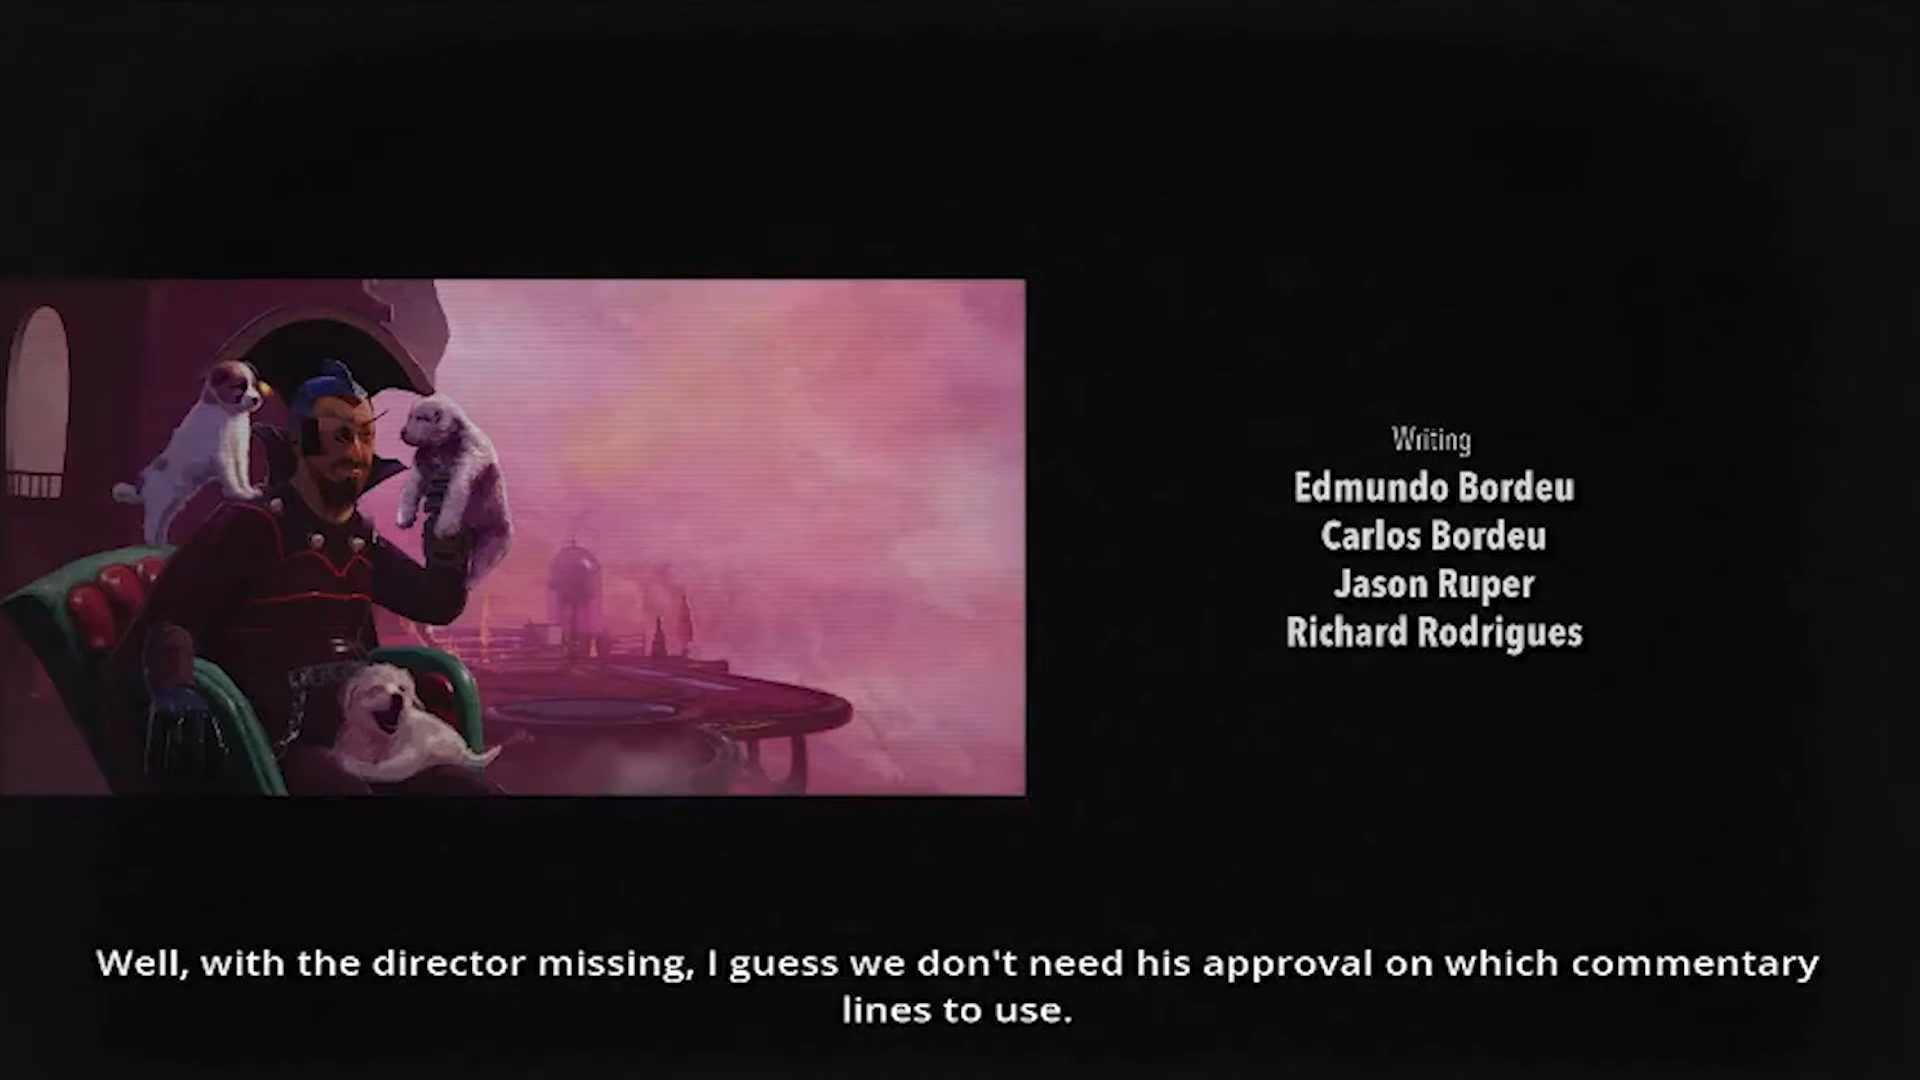 Writing
Edmundo Bordeu
Carlos Bordeu
Jason Ruper
Richard Rodrigues
Well, with the director missing, I guess we don't need his approval on which commentary
lines to use.